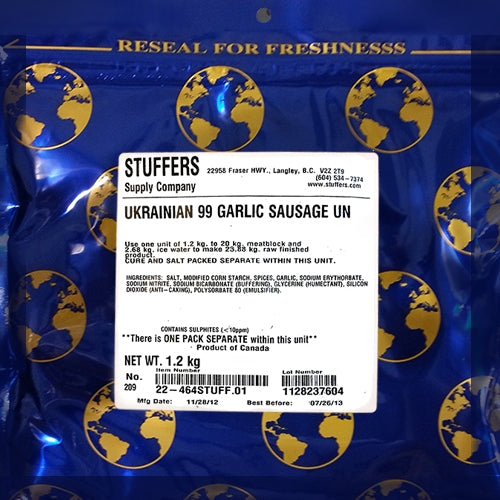 RESEAL FOR FRESHNESSS
STUFFERS
Supply Company
22958 Fraser HWY., Langley, B.C. V2Z 2T9
(604) 534-7374
www.stuffers.com
UKRAINIAN 99 GARLIC SAUSAGE UN
Use one unit of 1.2 kg. to 20 kg. meatblock and
2.68 kg. ice water to make 23.88 kg. raw finished
product.
CURE AND SALT PACKED SEPARATE WITHIN THIS UNIT.
INGREDIENTS: SALT, MODIFIED CORN STARCH, SPICES, GARLIC, SODIUM ERYTHORBATE,
SODIUM NITRITE, SODIUM BICARBONATE (BUFFERING), GLYCERINE (HUMECTANT), SILICON
DIOXIDE (ANTI-CAKING), POLYSORBATE 80 (EMULSIFIER).
CONTAINS SULPHITES (<10ppm)
**There is ONE PACK SEPARATE within this unit**
Product of Canada
NET WT. 1.2 kg
Item Number
Lot Number
No.
209
22-464STUFF.01
1128237604
Mfg Date: 11/28/12
Best Before: 07/26/13